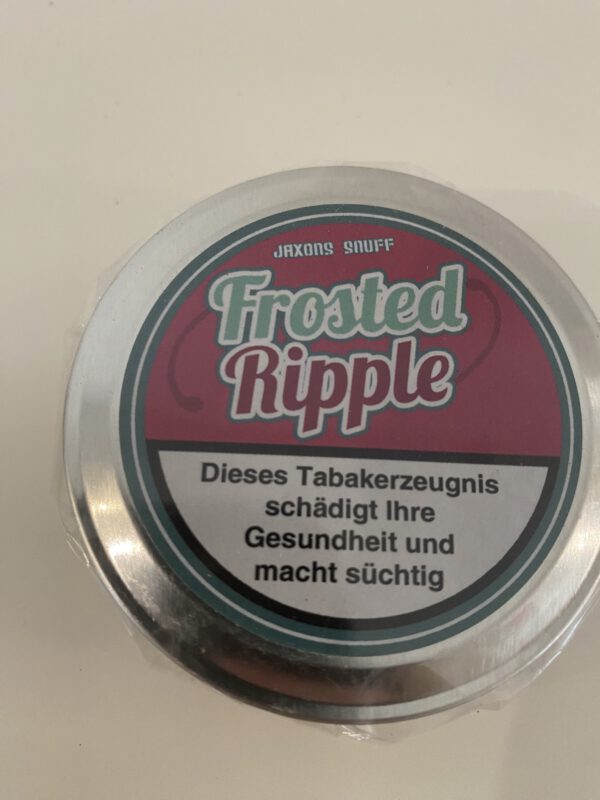 JAXONS SNUFF
Frosted
Ripple
Dieses Tabakerzeugnis
schädigt Ihre
Gesundheit und
macht süchtig